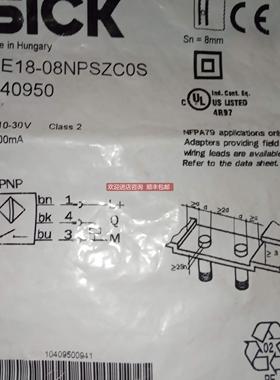 SICK
e in Hungary
Sn = 8mm
E18-08NPSZC0S
40950
10-30V Class 2
00mA
Ind. Cont. Eq.
UL US LISTED
4R97
NFPA79 applications onl
Adapters providing field
wiring leads are available
Refer to the data sheet.
欢迎进店咨询 顺丰包邮
PNP
bn 1 L+
bk 4 Q
bu 3 M
10409500941
02